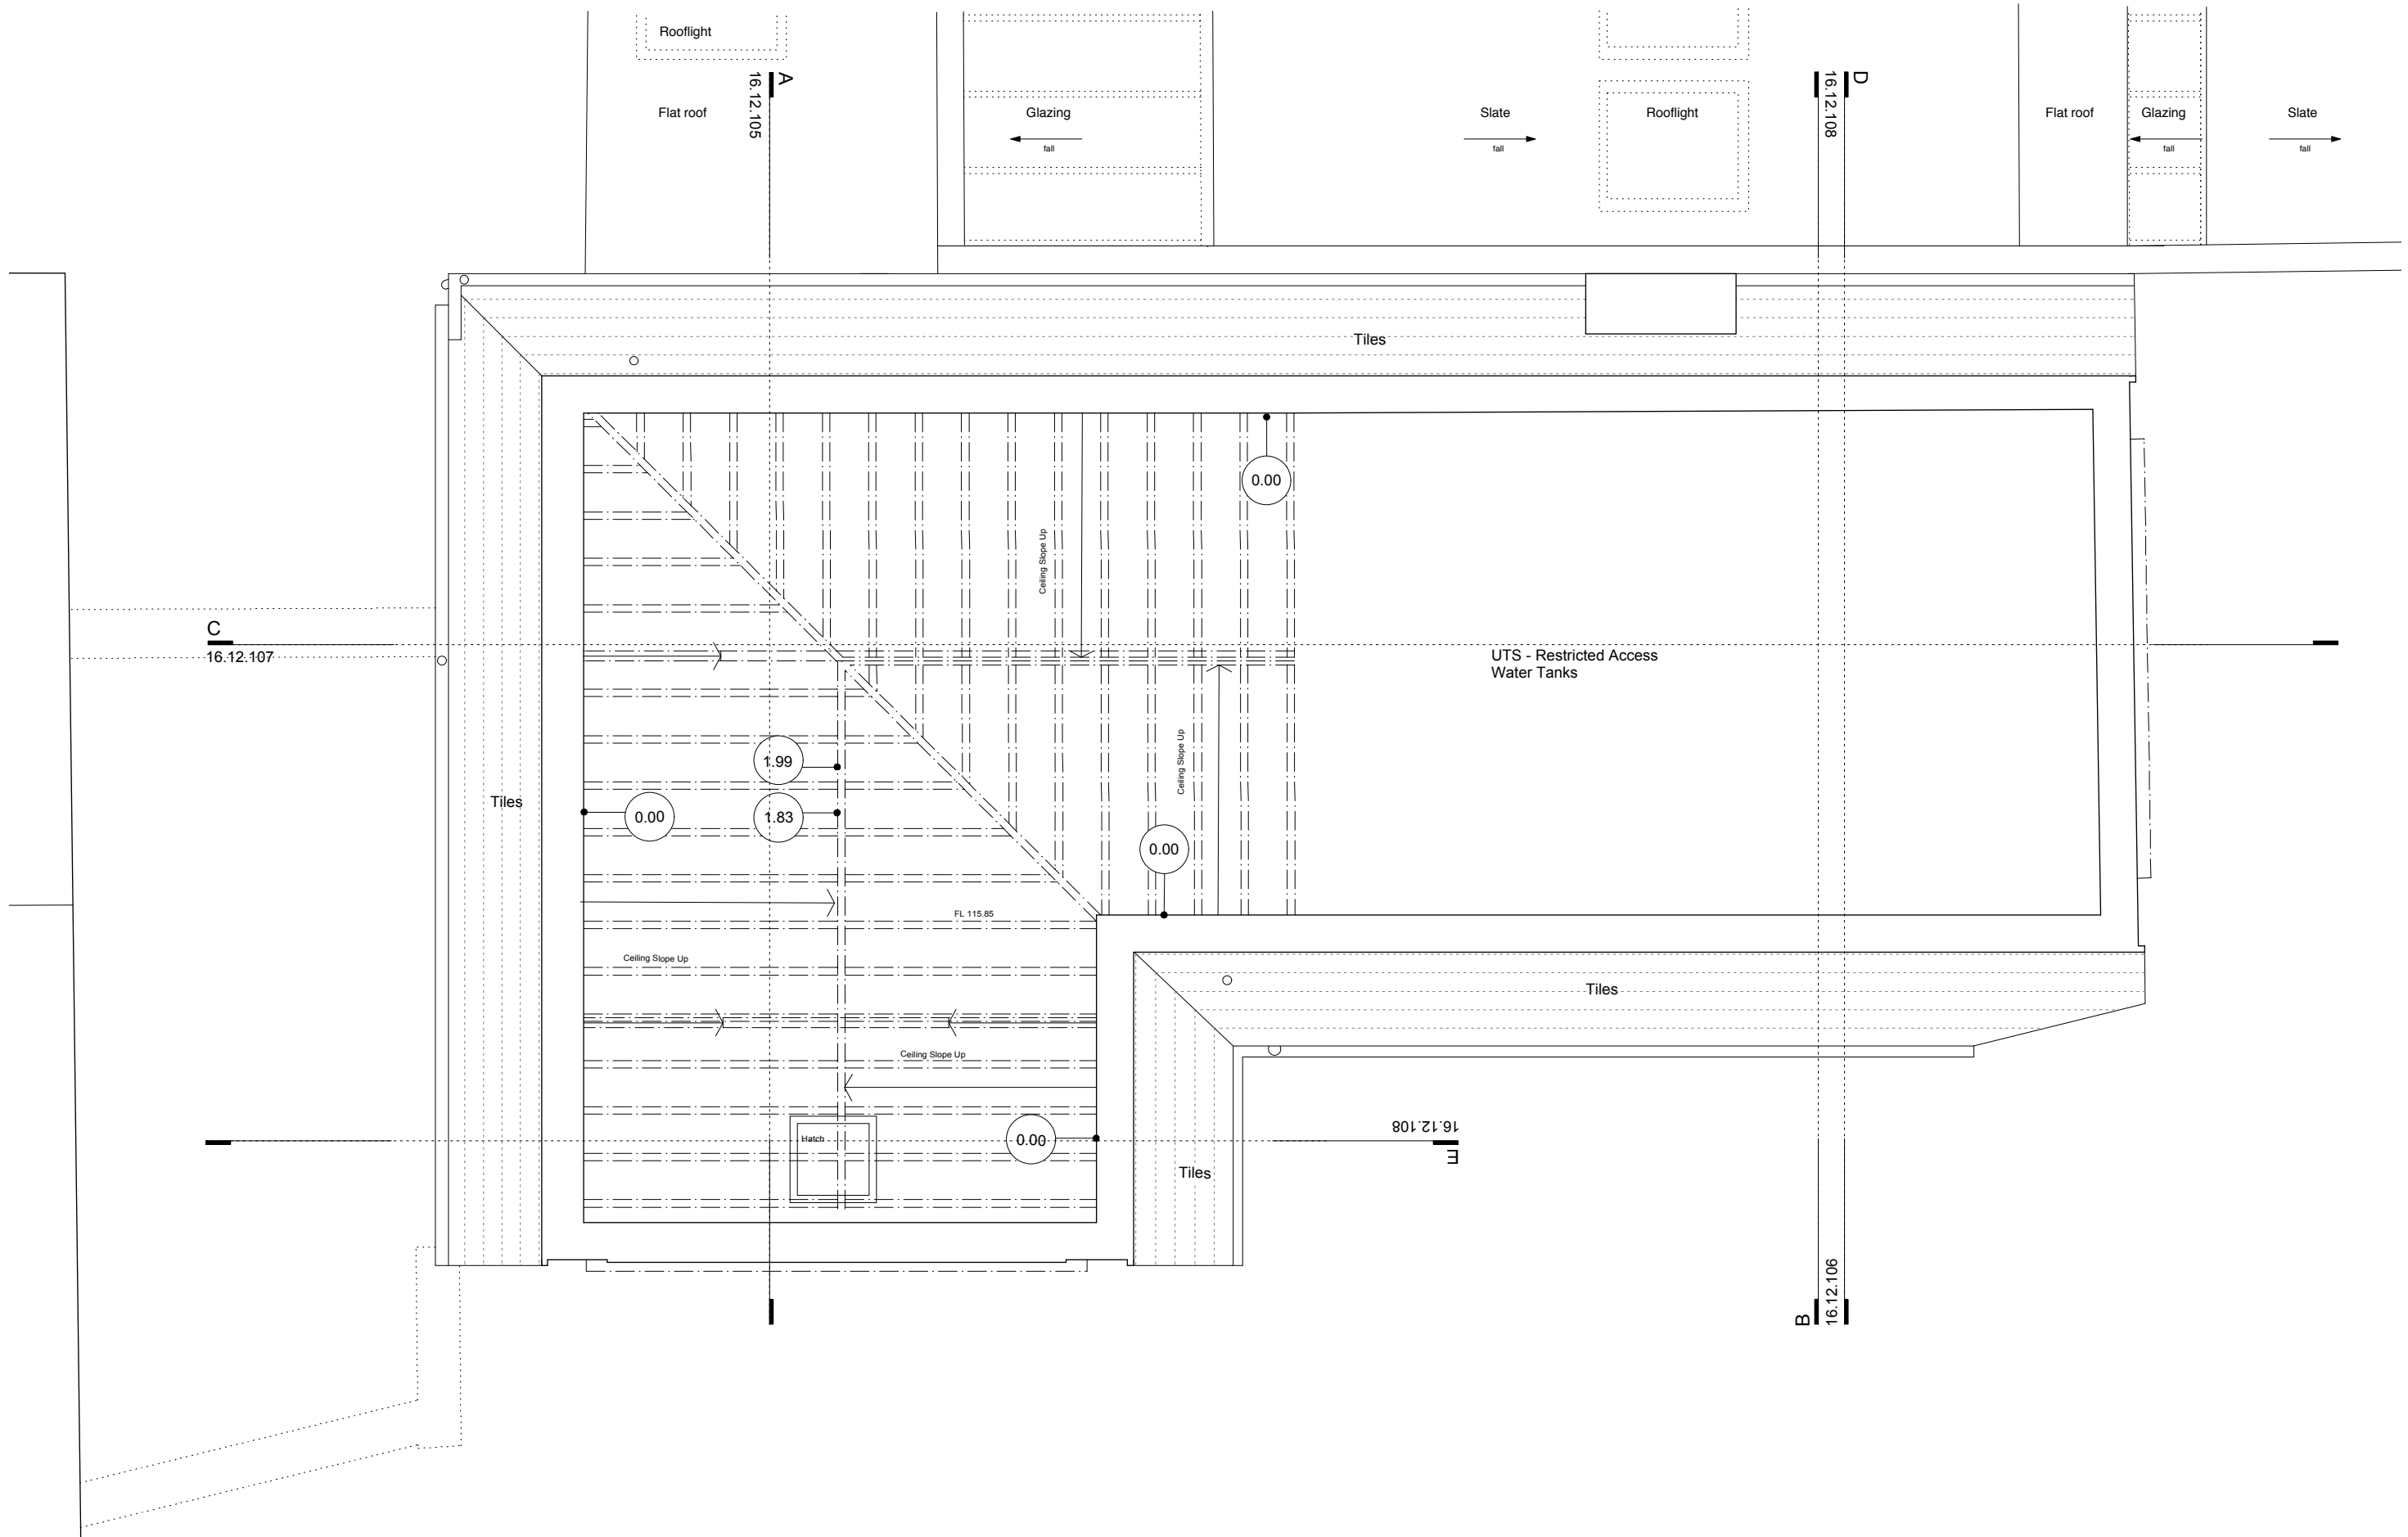 Rooflight
A
16.12.105
D
16.12.108
Flat roof
Glazing
fall
Slate
fall
Rooflight
Flat roof
Glazing
fall
Slate
fall
Tiles
0.00
Ceiling Slope Up
C
16.12.107
UTS - Restricted Access
Water Tanks
Ceiling Slope Up
1.99
Tiles
0.00
1.83
0.00
FL 115.85
Ceiling Slope Up
Tiles
Ceiling Slope Up
Hatch
0.00
16.12.108
E
Tiles
B
16.12.106